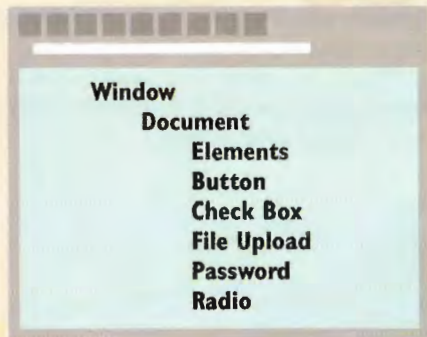 Window
Document
Elements
Button
Check Box
File Upload
Password
Radio